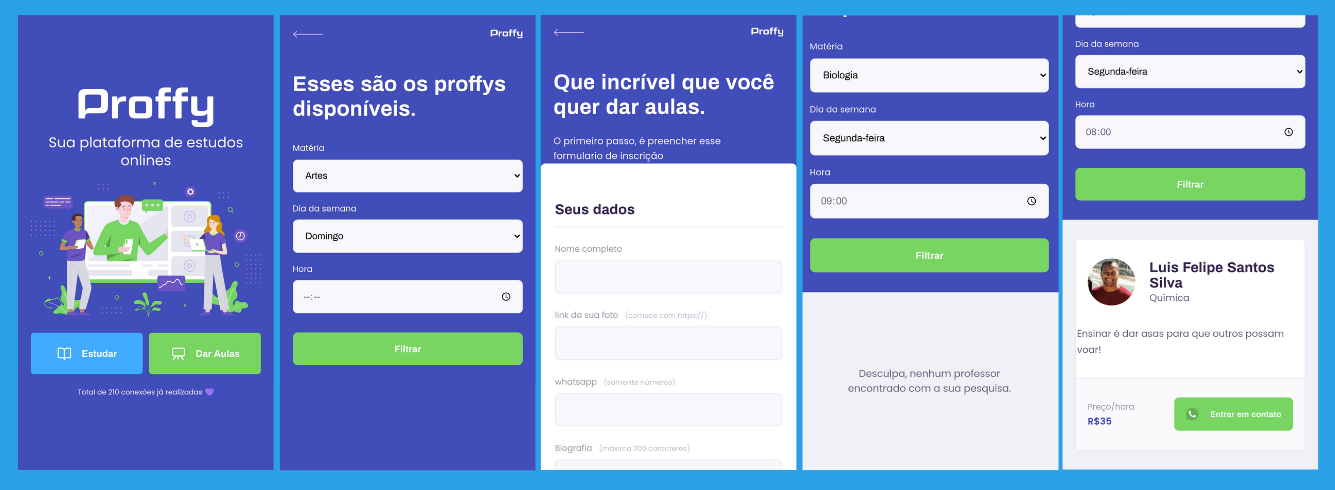 Proffy
Sua plataforma de estudos
onlines
Estudar
Dar Aulas
Total de 210 conexões já realizadas 💜
Proffy
Esses são os proffys
disponíveis.
Matéria
Artes
Dia da semana
Domingo
Hora
--:--
Filtrar
Proffy
Que incrível que você
quer dar aulas.
O primeiro passo, é preencher esse
formulario de inscrição
Seus dados
Nome completo
link da sua foto (comece com https://)
whatsapp (somente números)
Biografia (máximo 300 caracteres)
Matéria
Biologia
Dia da semana
Segunda-feira
Hora
09:00
Filtrar
Desculpa, nenhum professor
encontrado com a sua pesquisa.
Dia da semana
Segunda-feira
Hora
08:00
Filtrar
Luis Felipe Santos
Silva
Química
Ensinar é dar asas para que outros possam
voar!
Preço/hora
R$35
Entrar em contato